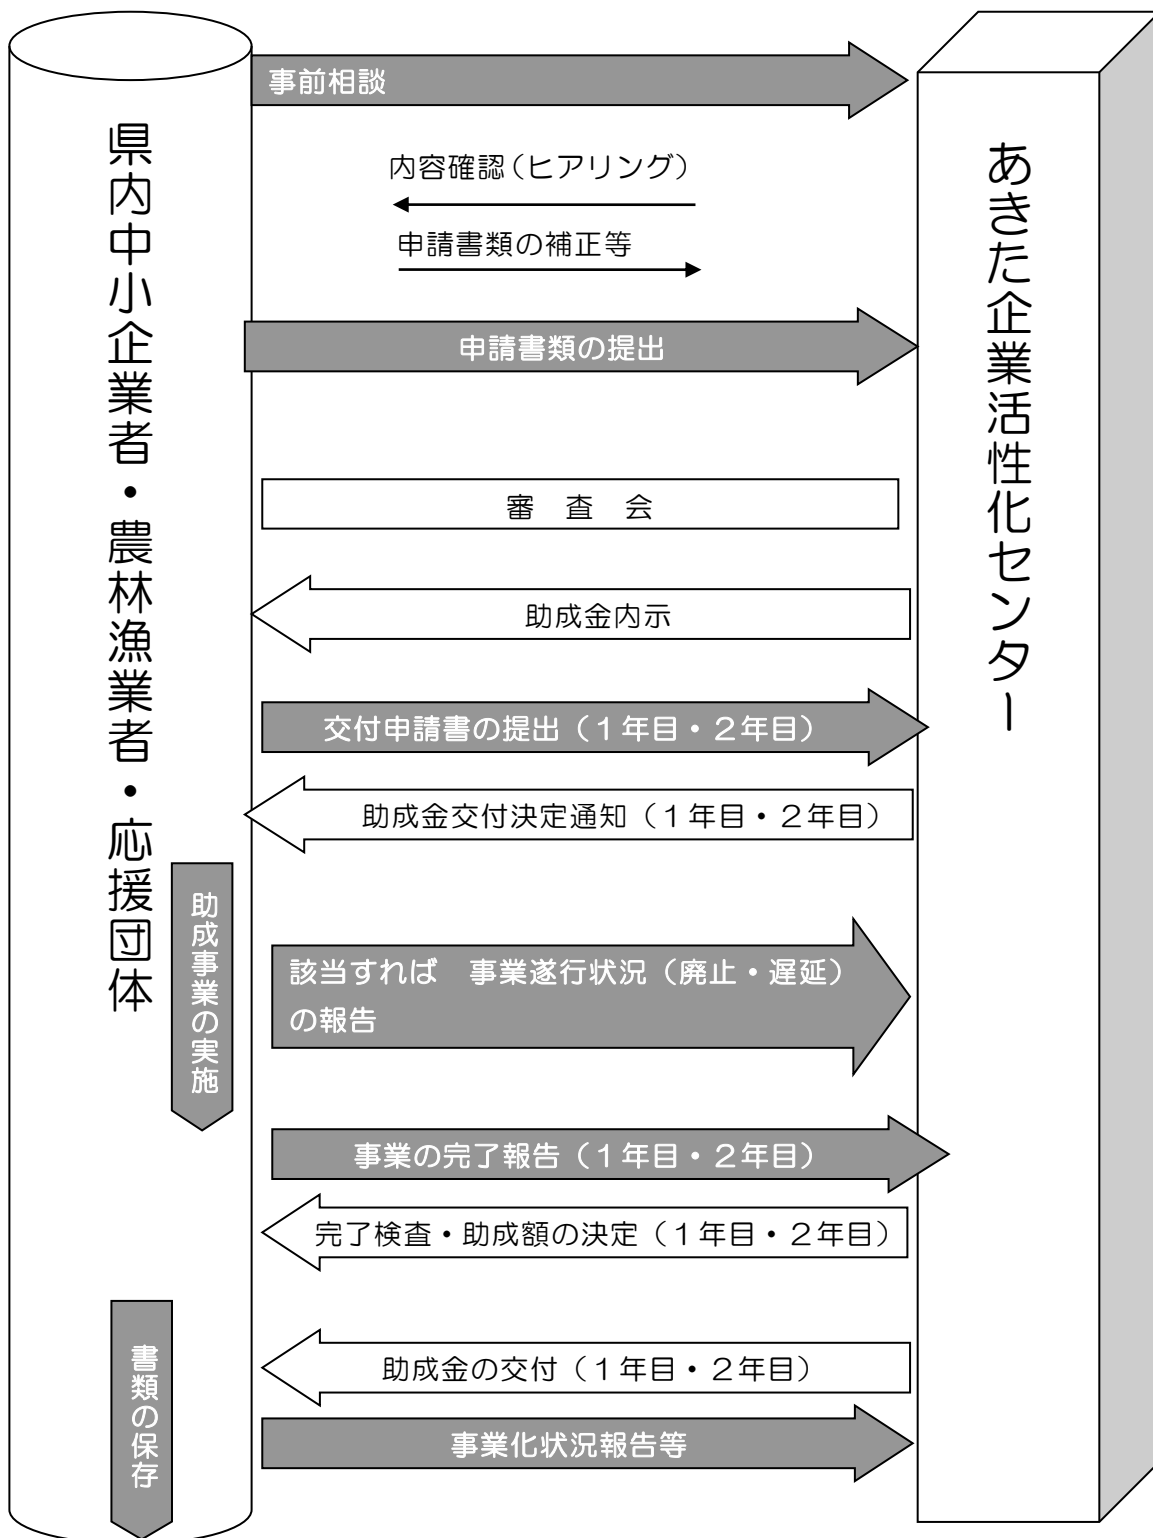 県内中小企業者・農林漁業者・応援団体
あきた企業活性化センター
事前相談
内容確認(ヒアリング)
申請書類の補正等
申請書類の提出
審 査 会
助成金内示
交付申請書の提出（１年目・２年目）
助成金交付決定通知（１年目・２年目）
助成事業の実施
該当すれば　事業遂行状況（廃止・遅延）
の報告
事業の完了報告（１年目・２年目）
完了検査・助成額の決定（１年目・２年目）
書類の保存
助成金の交付（１年目・２年目）
事業化状況報告等